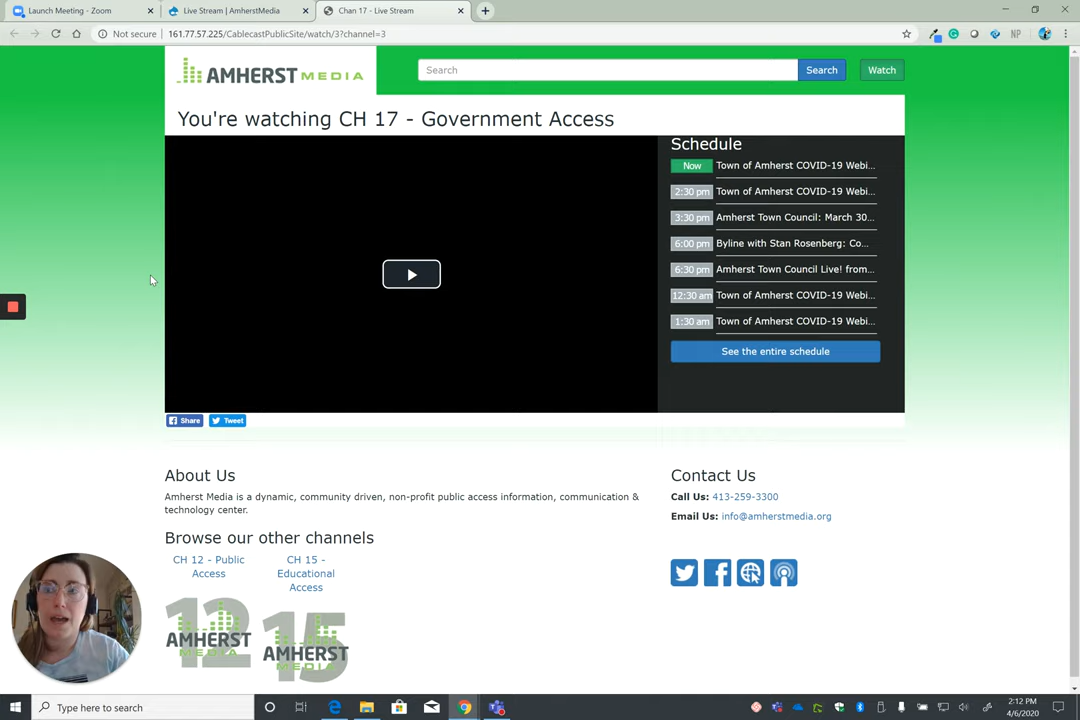 Launch Meeting - Zoom
Live Stream | AmherstMedia
Chan 17 - Live Stream
Not secure
161.77.57.225/CablecastPublicSite/watch/3?channel=3
NP
AMHERST MEDIA
Search
Search
Watch
You're watching CH 17 - Government Access
Schedule
Now Town of Amherst COVID-19 Webi...
2:30 pm Town of Amherst COVID-19 Webi...
3:30 pm Amherst Town Council: March 30...
6:00 pm Byline with Stan Rosenberg: Co...
6:30 pm Amherst Town Council Live! from...
12:30 am Town of Amherst COVID-19 Webi...
1:30 am Town of Amherst COVID-19 Webi...
See the entire schedule
Share
Tweet
About Us
Amherst Media is a dynamic, community driven, non-profit public access information, communication &
technology center.
Contact Us
Call Us: 413-259-3300
Email Us: info@amherstmedia.org
Browse our other channels
CH 12 - Public
Access
CH 15 -
Educational
Access
12
AMHERST
MEDIA
15
AMHERST
MEDIA
Type here to search
2:12 PM
4/6/2020